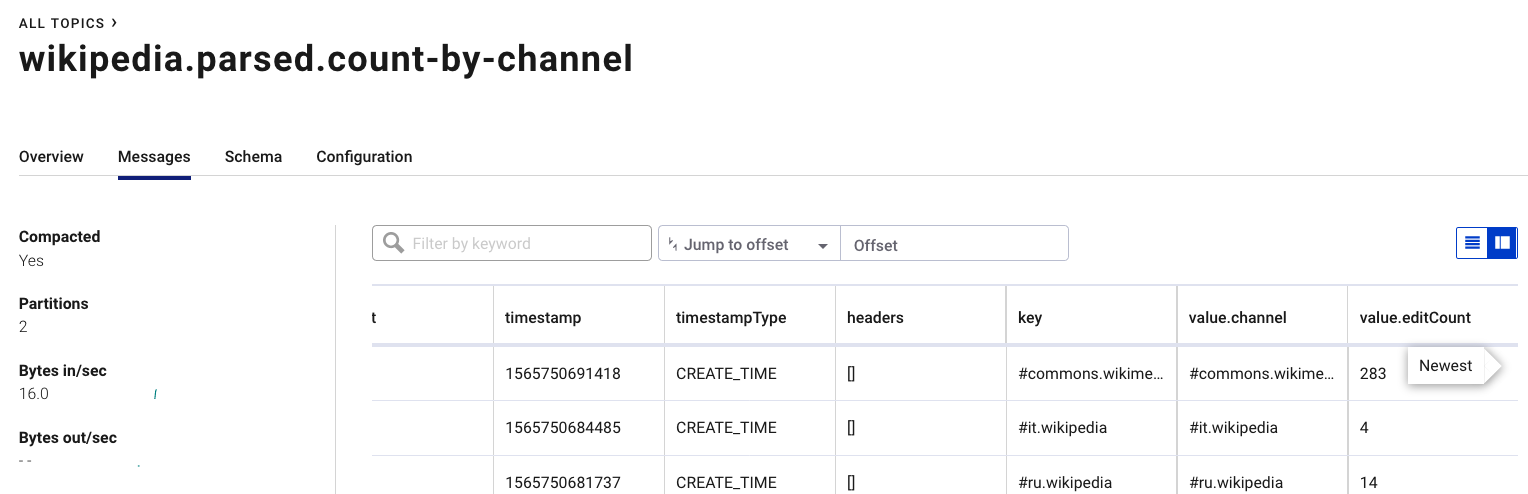 ALL TOPICS ›
wikipedia.parsed.count-by-channel
Overview Messages Schema Configuration
Compacted
Yes
Partitions
2
Bytes in/sec
16.0
Bytes out/sec
--
Filter by keyword Jump to offset Offset
t timestamp timestampType headers key value.channel value.editCount
1565750691418 CREATE_TIME [] #commons.wikime... #commons.wikime... 283 Newest
1565750684485 CREATE_TIME [] #it.wikipedia #it.wikipedia 4
1565750681737 CREATE_TIME [] #ru.wikipedia #ru.wikipedia 14